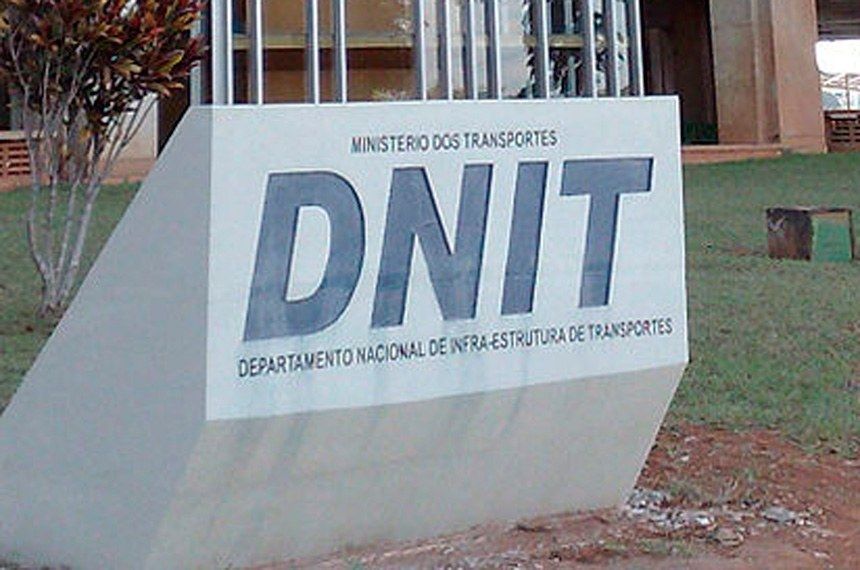 MINISTERIO DOS TRANSPORTES
DNIT
DEPARTAMENTO NACIONAL DE INFRA-ESTRUTURA DE TRANSPORTES